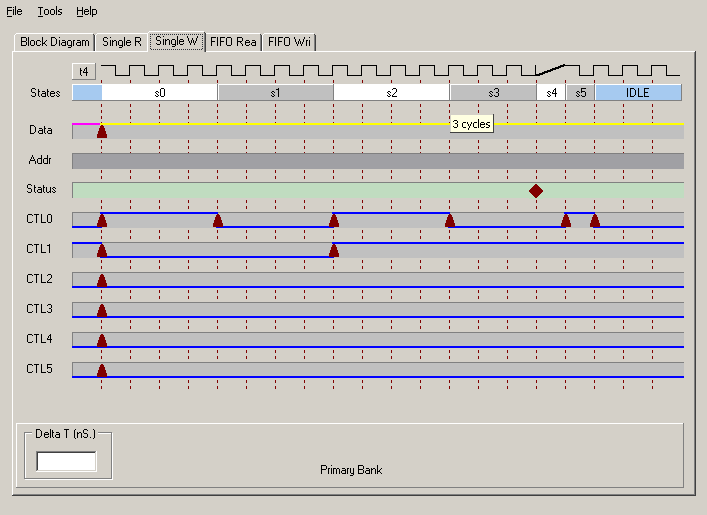 File Tools Help
Block Diagram Single R Single W FIFO Rea FIFO Wri
t4
States s0 s1 s2 s3 s4 s5 IDLE
3 cycles
Data
Addr
Status
CTL0
CTL1
CTL2
CTL3
CTL4
CTL5
Delta T (nS.)
Primary Bank